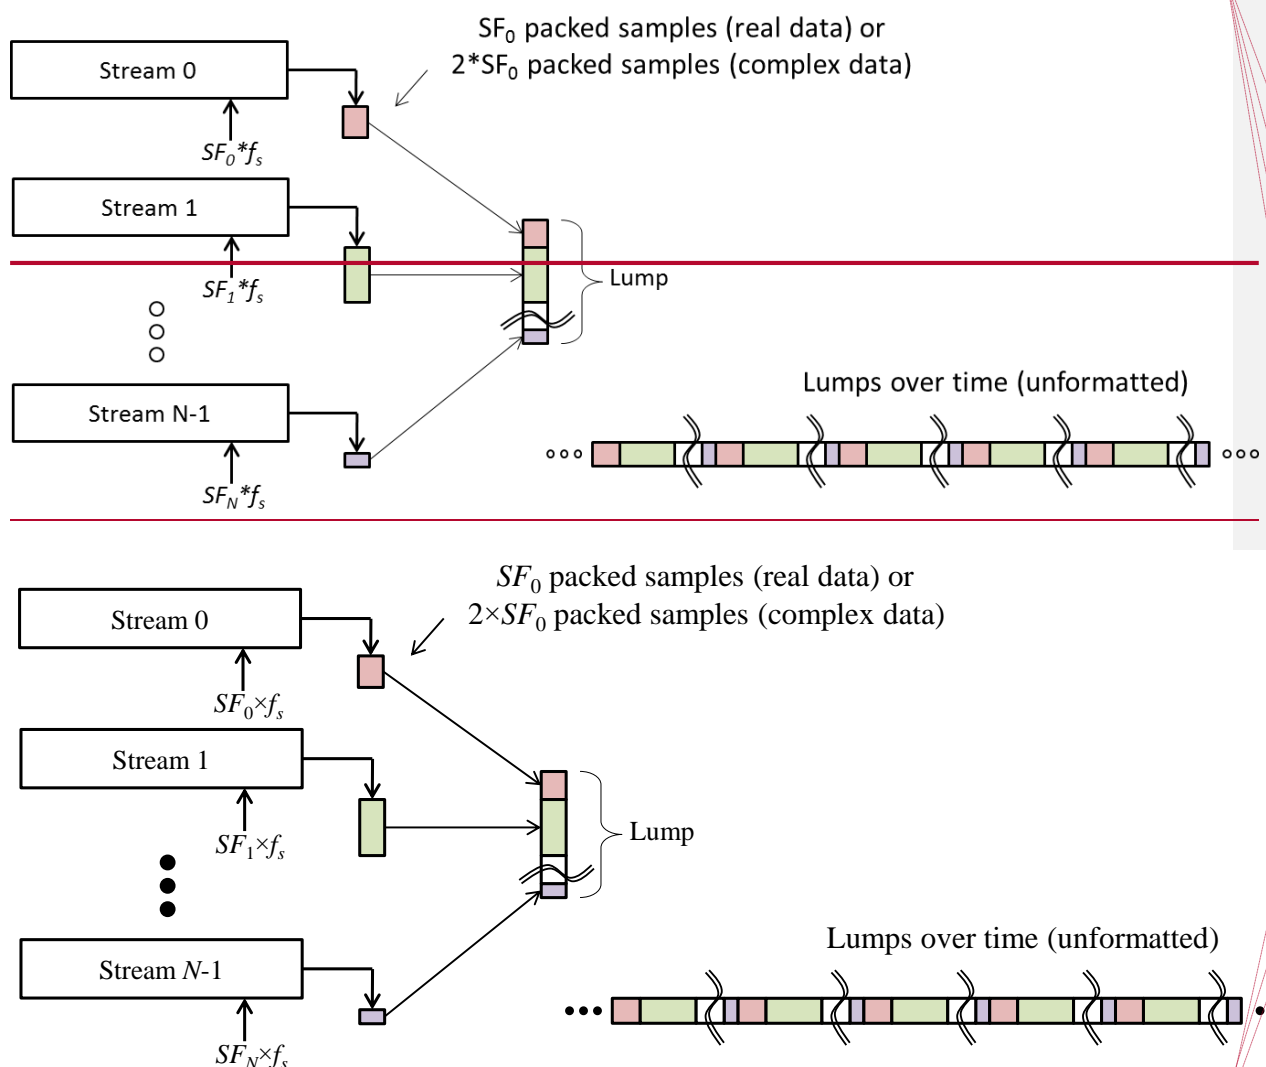 SF₀ packed samples (real data) or
2*SF₀ packed samples (complex data)
Stream 0
SF₀*fₛ
Stream 1
SF₁*fₛ
Lump
Stream N-1
SF_N*fₛ
Lumps over time (unformatted)
SF₀ packed samples (real data) or
2×SF₀ packed samples (complex data)
Stream 0
SF₀×fₛ
Stream 1
SF₁×fₛ
Lump
Stream N-1
SF_N×fₛ
Lumps over time (unformatted)